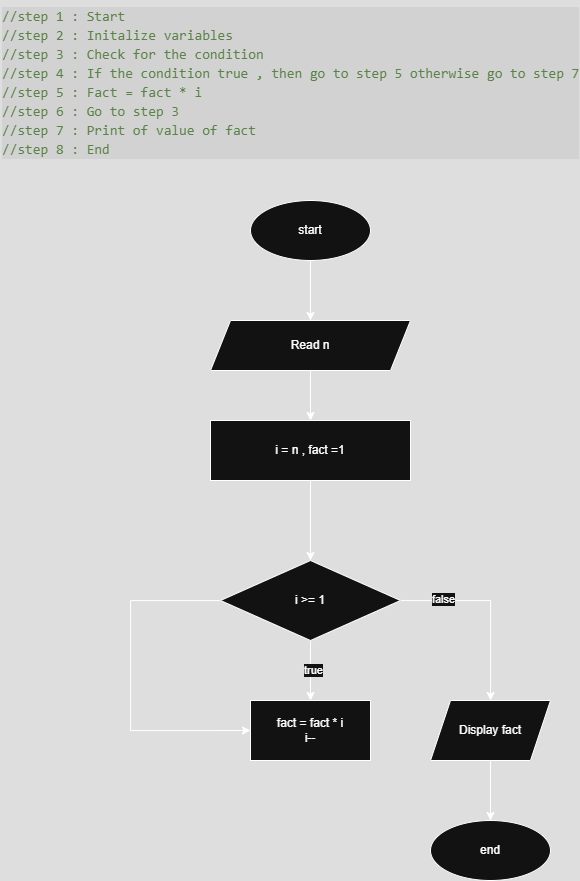 //step 1 : Start
//step 2 : Initalize variables
//step 3 : Check for the condition
//step 4 : If the condition true , then go to step 5 otherwise go to step 7
//step 5 : Fact = fact * i
//step 6 : Go to step 3
//step 7 : Print of value of fact
//step 8 : End
start
Read n
i = n , fact =1
i >= 1
false
true
fact = fact * i
i--
Display fact
end